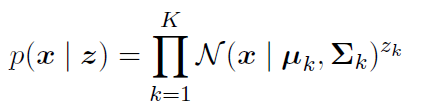 p(x | z) = ∏_{k=1}^{K} 𝒩(x | μ_k, Σ_k)^{z_k}